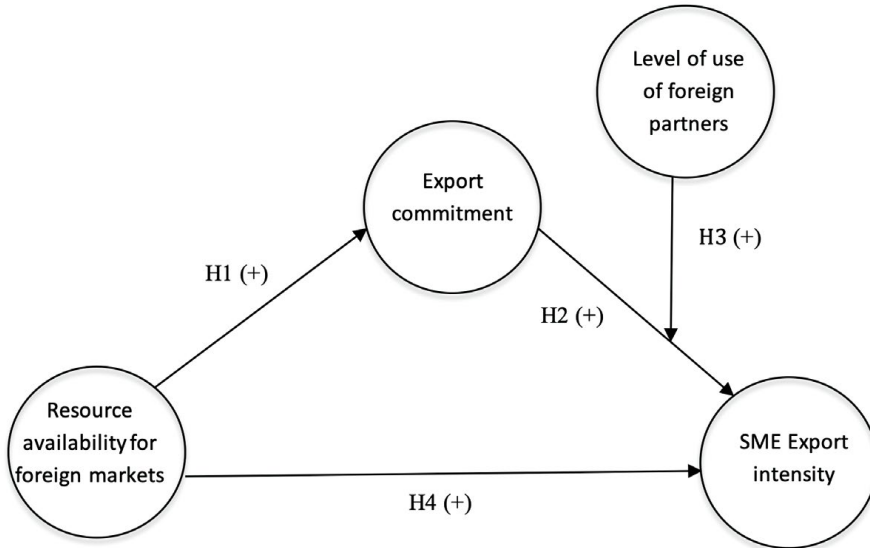 Level of use
of foreign
partners
Export
commitment
H3 (+)
H1 (+)
H2 (+)
Resource
availability for
foreign markets
SME Export
intensity
H4 (+)